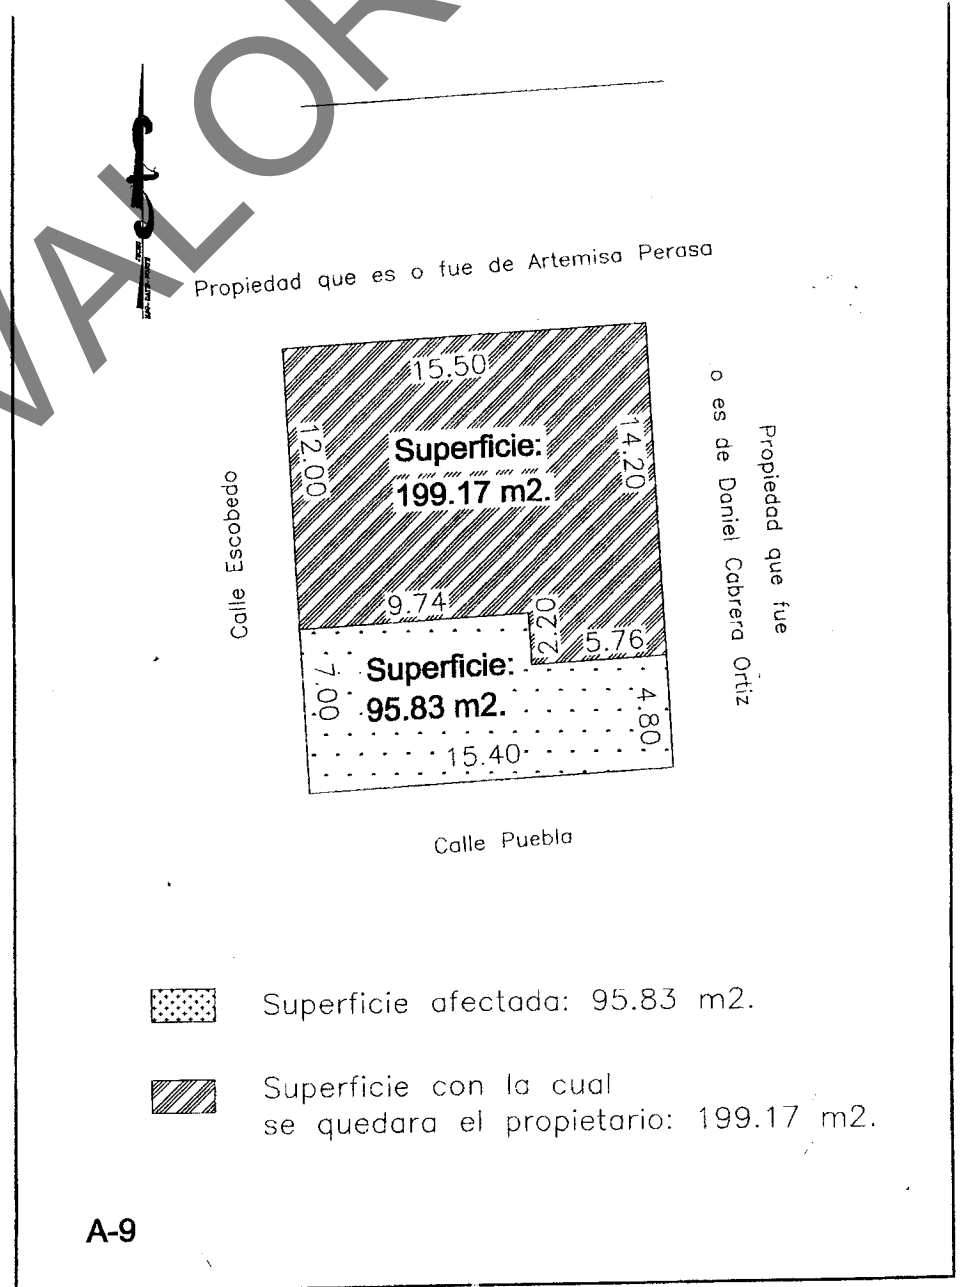 VALOR
Propiedad que es o fue de Artemisa Perasa
15.50
12.00
14.20
Superficie:
199.17 m2.
Calle Escobedo
Propiedad que fue
o es de Daniel Cabrera Ortiz
9.74
2.20
5.76
Superficie:
95.83 m2.
7.00
4.80
15.40
Calle Puebla
Superficie afectada: 95.83 m2.
Superficie con la cual
se quedara el propietario: 199.17 m2.
A-9